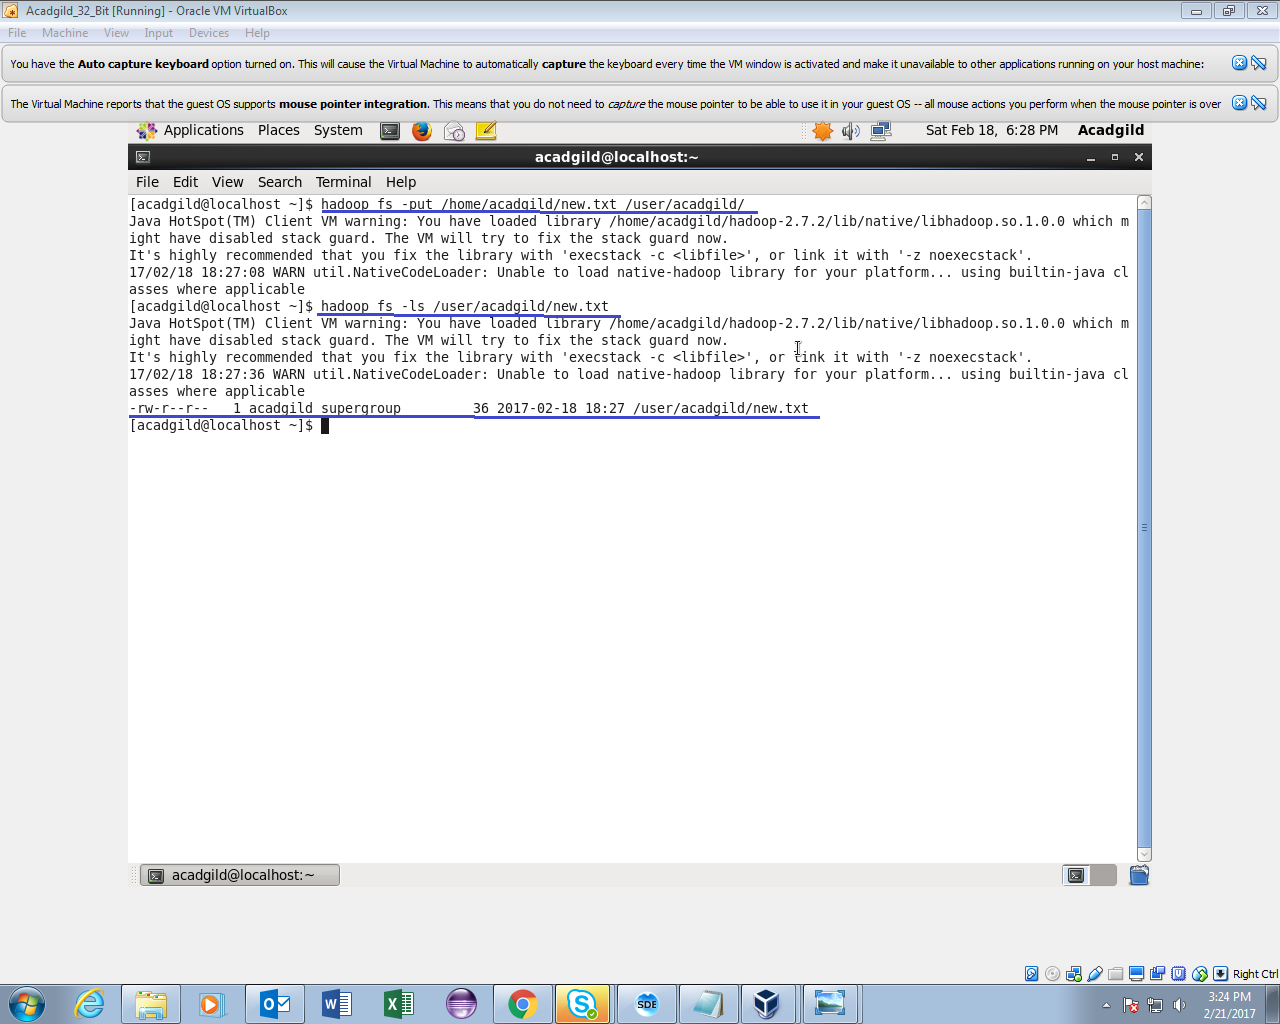 Acadgild_32_Bit [Running] - Oracle VM VirtualBox
File Machine View Input Devices Help
You have the Auto capture keyboard option turned on. This will cause the Virtual Machine to automatically capture the keyboard every time the VM window is activated and make it unavailable to other applications running on your host machine:
The Virtual Machine reports that the guest OS supports mouse pointer integration. This means that you do not need to capture the mouse pointer to be able to use it in your guest OS -- all mouse actions you perform when the mouse pointer is over
Applications Places System Sat Feb 18, 6:28 PM Acadgild
acadgild@localhost:~
File Edit View Search Terminal Help
[acadgild@localhost ~]$ hadoop fs -put /home/acadgild/new.txt /user/acadgild/
Java HotSpot(TM) Client VM warning: You have loaded library /home/acadgild/hadoop-2.7.2/lib/native/libhadoop.so.1.0.0 which m
ight have disabled stack guard. The VM will try to fix the stack guard now.
It's highly recommended that you fix the library with 'execstack -c <libfile>', or link it with '-z noexecstack'.
17/02/18 18:27:08 WARN util.NativeCodeLoader: Unable to load native-hadoop library for your platform... using builtin-java cl
asses where applicable
[acadgild@localhost ~]$ hadoop fs -ls /user/acadgild/new.txt
Java HotSpot(TM) Client VM warning: You have loaded library /home/acadgild/hadoop-2.7.2/lib/native/libhadoop.so.1.0.0 which m
ight have disabled stack guard. The VM will try to fix the stack guard now.
It's highly recommended that you fix the library with 'execstack -c <libfile>', or link it with '-z noexecstack'.
17/02/18 18:27:36 WARN util.NativeCodeLoader: Unable to load native-hadoop library for your platform... using builtin-java cl
asses where applicable
-rw-r--r-- 1 acadgild supergroup 36 2017-02-18 18:27 /user/acadgild/new.txt
[acadgild@localhost ~]$
acadgild@localhost:~
Right Ctrl
SDE
3:24 PM
2/21/2017